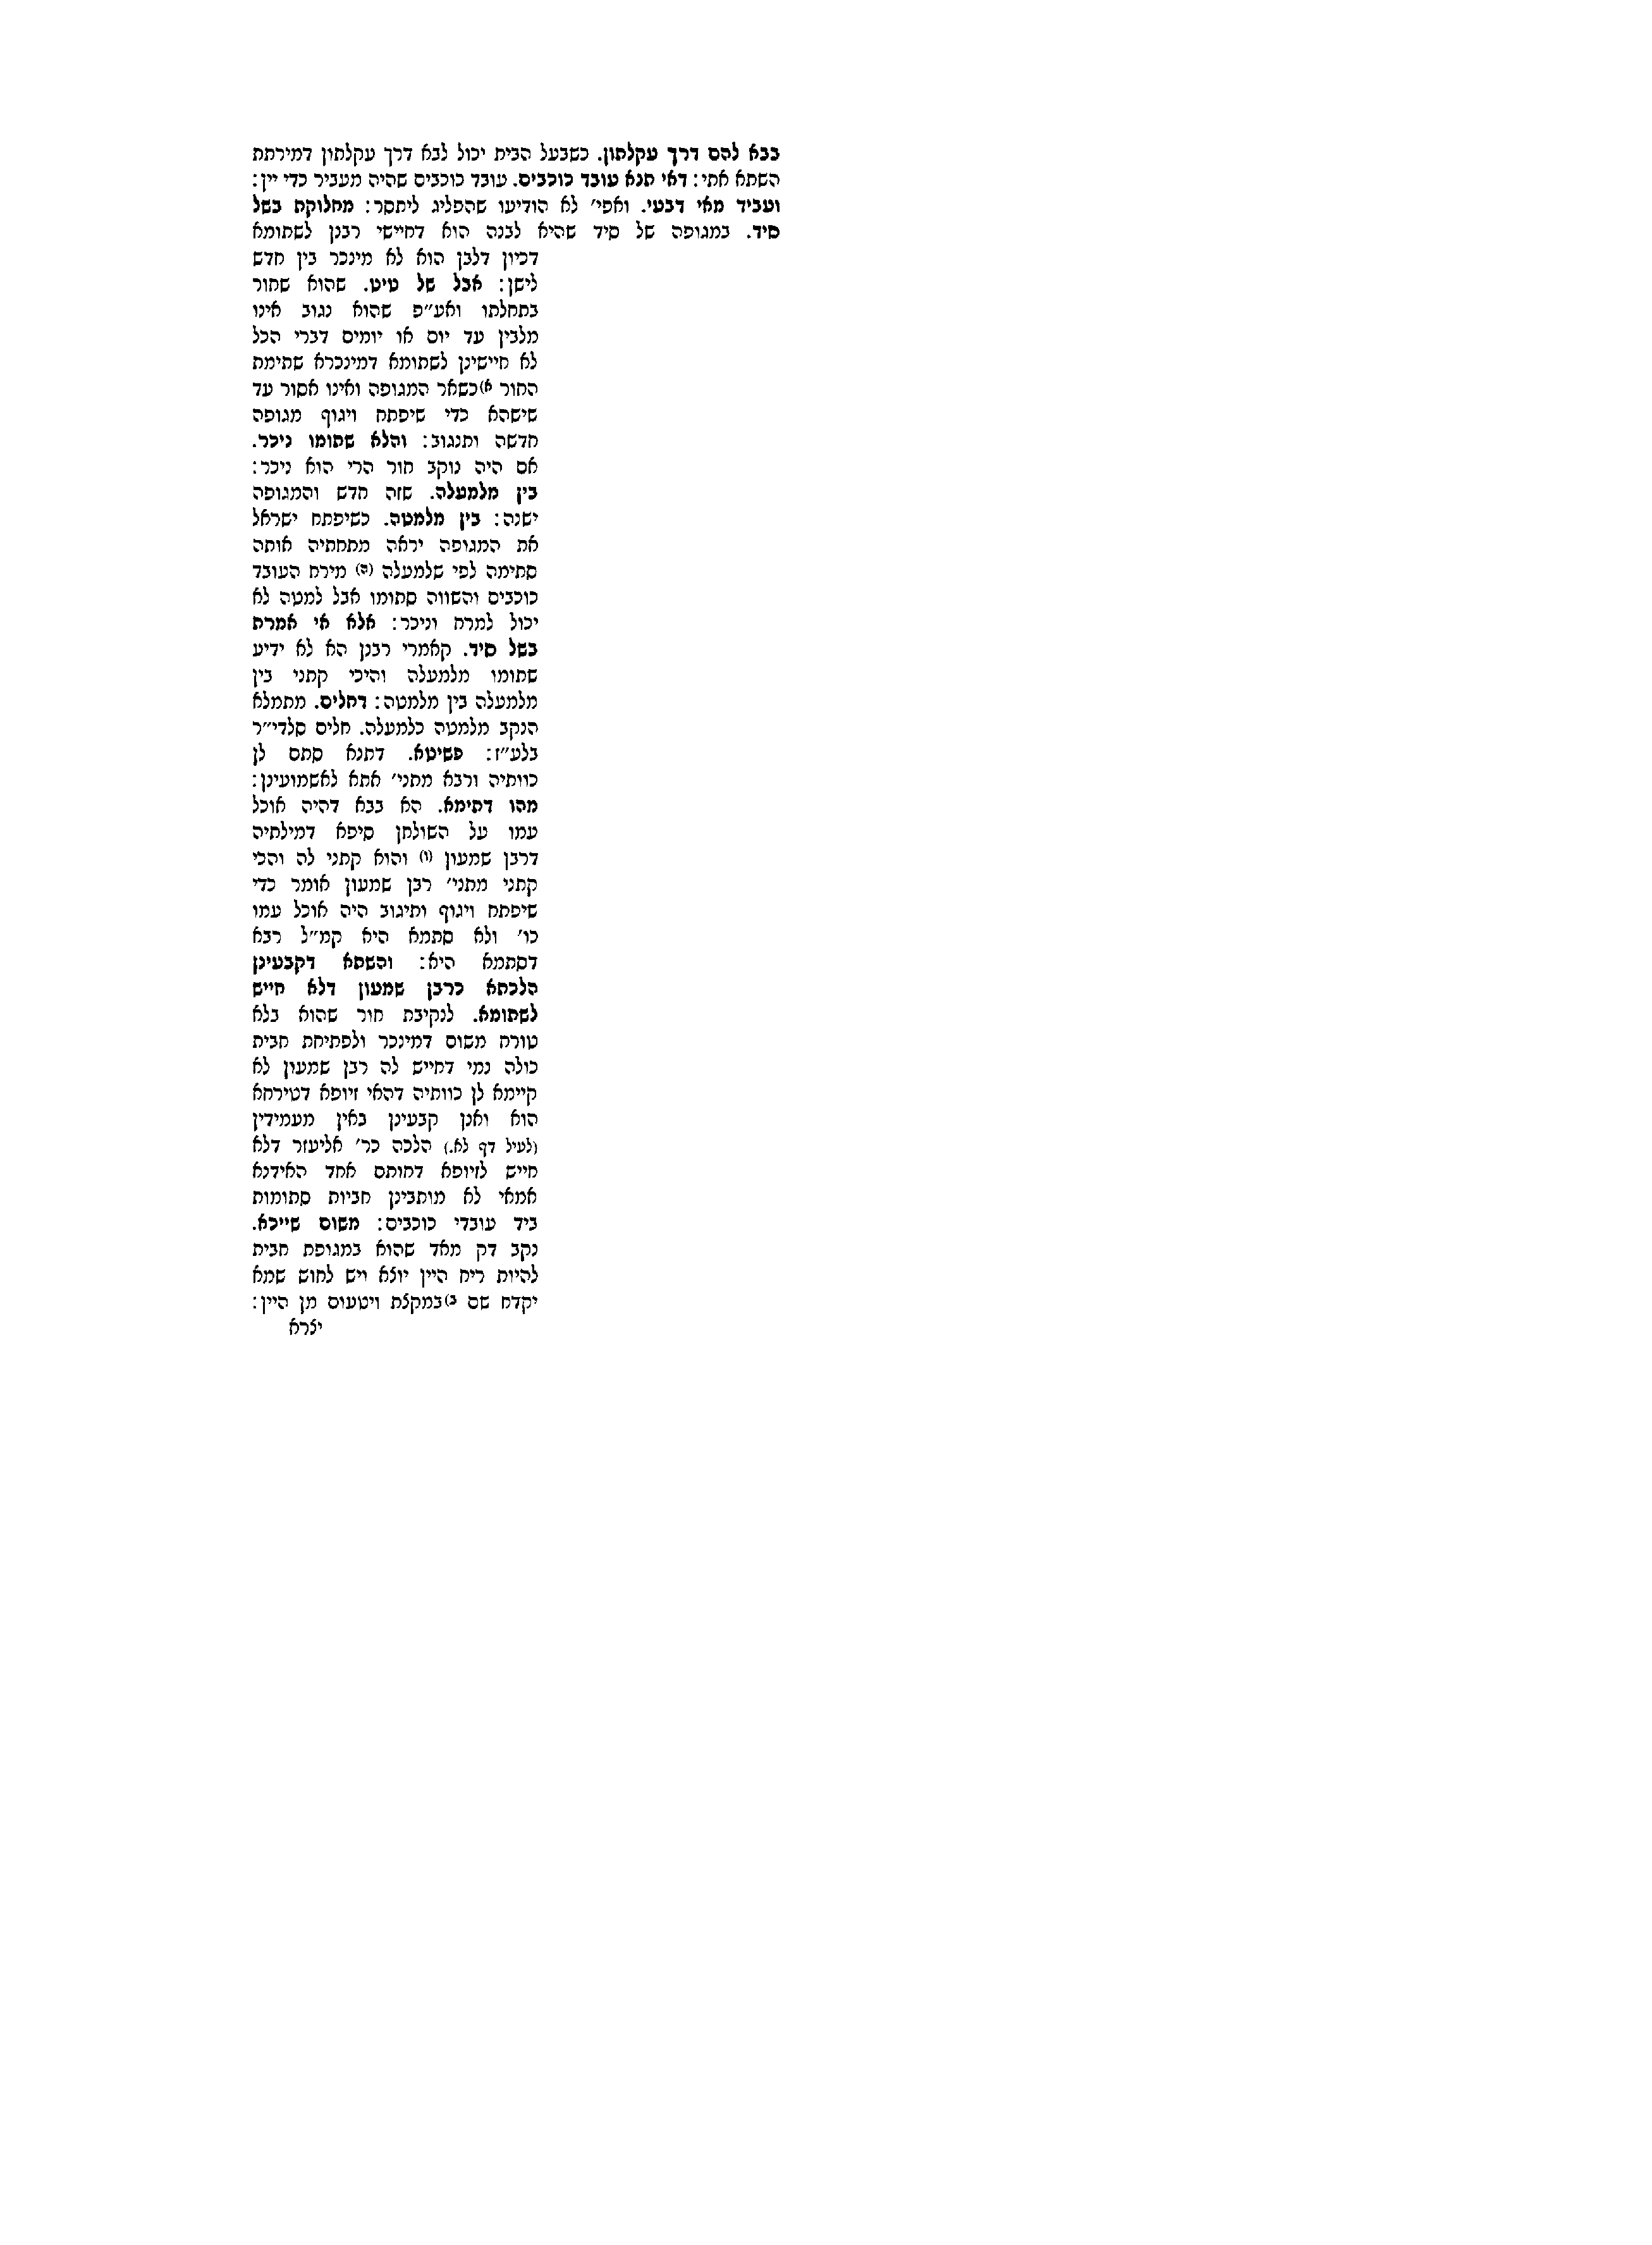 בבא להם דרך עקלתון. כשבעל הבית יכול לבא דרך עקלתון דמירתת
השתא אתי: דאי תנא עובד כוכבים. עובד כוכבים שהיה מעביר כדי יין:
ועביד מאי דבעי. ואפי׳ לא הודיעו שהפליג ליתסר: מחלוקת בשל
סיד. במגופה של סיד שהיא לבנה הוא דחיישי רבנן לשתומא
דכיון דלבן הוא לא מינכר בין חדש
לישן: אבל של טיט. שהוא שחור
בתחלתו ואע״פ שהוא נגוב אינו
מלבין עד יום או יומים דברי הכל
לא חיישינן לשתומא דמינכרא שתימת
החור א)כשאר המגופה ואינו אסור עד
שישהא כדי שיפתח ויגוף מגופה
חדשה ותנגוב: והלא שתומו ניכר.
אם היה נוקב חור הרי הוא ניכר:
בין מלמעלה. שזה חדש והמגופה
ישנה: בין מלמטה. כשיפתח ישראל
את המגופה יראה מתחתיה אותה
סתימה לפי שלמעלה (ה) מירח העובד
כוכבים והשווה סתומו אבל למטה לא
יכול למרח וניכר: אלא אי אמרת
בשל סיד. קאמרי רבנן הא לא ידיע
שתומו מלמעלה והיכי קתני בין
מלמעלה בין מלמטה: דחלים. מתמלא
הנקב מלמטה כלמעלה. חלים סלדי״ר
בלע״ז: פשיטא. דתנא סתם לן
כוותיה ורבא מתני׳ אתא לאשמועינן:
מהו דתימא. הא בבא דהיה אוכל
עמו על השולחן סיפא דמילתיה
דרבן שמעון (ו) והוא קתני לה והכי
קתני מתני׳ רבן שמעון אומר כדי
שיפתח ויגוף ותיגוב היה אוכל עמו
כו׳ ולא סתמא היא קמ״ל רבא
דסתמא היא: והשתא דקבעינן
הלכתא כרבן שמעון דלא חייש
לשתומא. לנקיבת חור שהוא בלא
טורח משום דמינכר ולפתיחת חבית
כולה נמי דחייש לה רבן שמעון לא
קיימא לן כוותיה דהאי זיופא דטירחא
הוא ואנן קבעינן באין מעמידין
(לעיל דף לא.) הלכה כר׳ אליעזר דלא
חייש לזיופא דחותם אחד האידנא
אמאי לא מותבינן חביות סתומות
ביד עובדי כוכבים: משום שייכא.
נקב דק מאד שהוא במגופת חבית
להיות ריח היין יוצא ויש לחוש שמא
יקדח שם ב)במקצת ויטעום מן היין:
יצרא